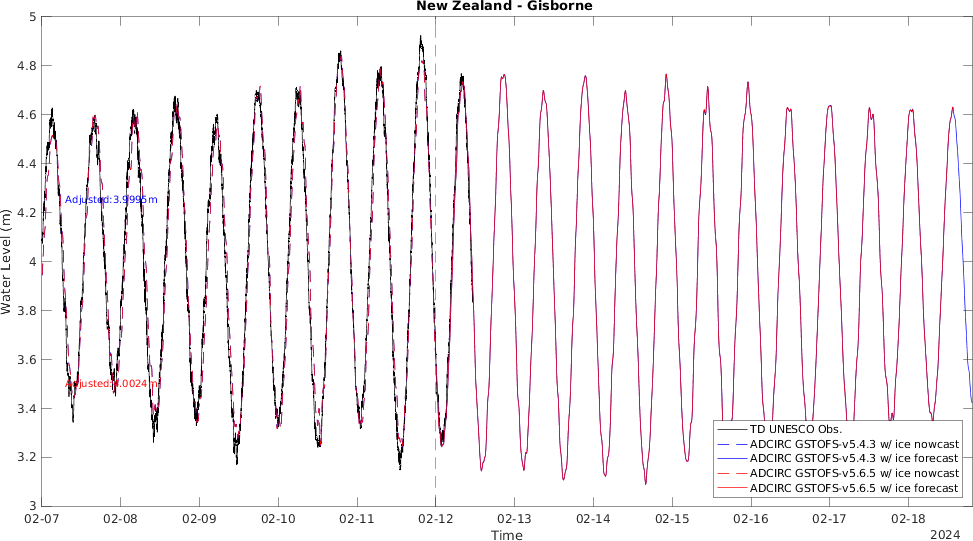 New Zealand - Gisborne
5
4.8
4.6
4.4
4.2
4
3.8
3.6
3.4
3.2
3
Water Level (m)
Adjusted:3.9995m
Adjusted:4.0024m
TD UNESCO Obs.
ADCIRC GSTOFS-v5.4.3 w/ ice nowcast
ADCIRC GSTOFS-v5.4.3 w/ ice forecast
ADCIRC GSTOFS-v5.6.5 w/ ice nowcast
ADCIRC GSTOFS-v5.6.5 w/ ice forecast
02-07 02-08 02-09 02-10 02-11 02-12 02-13 02-14 02-15 02-16 02-17 02-18
Time
2024